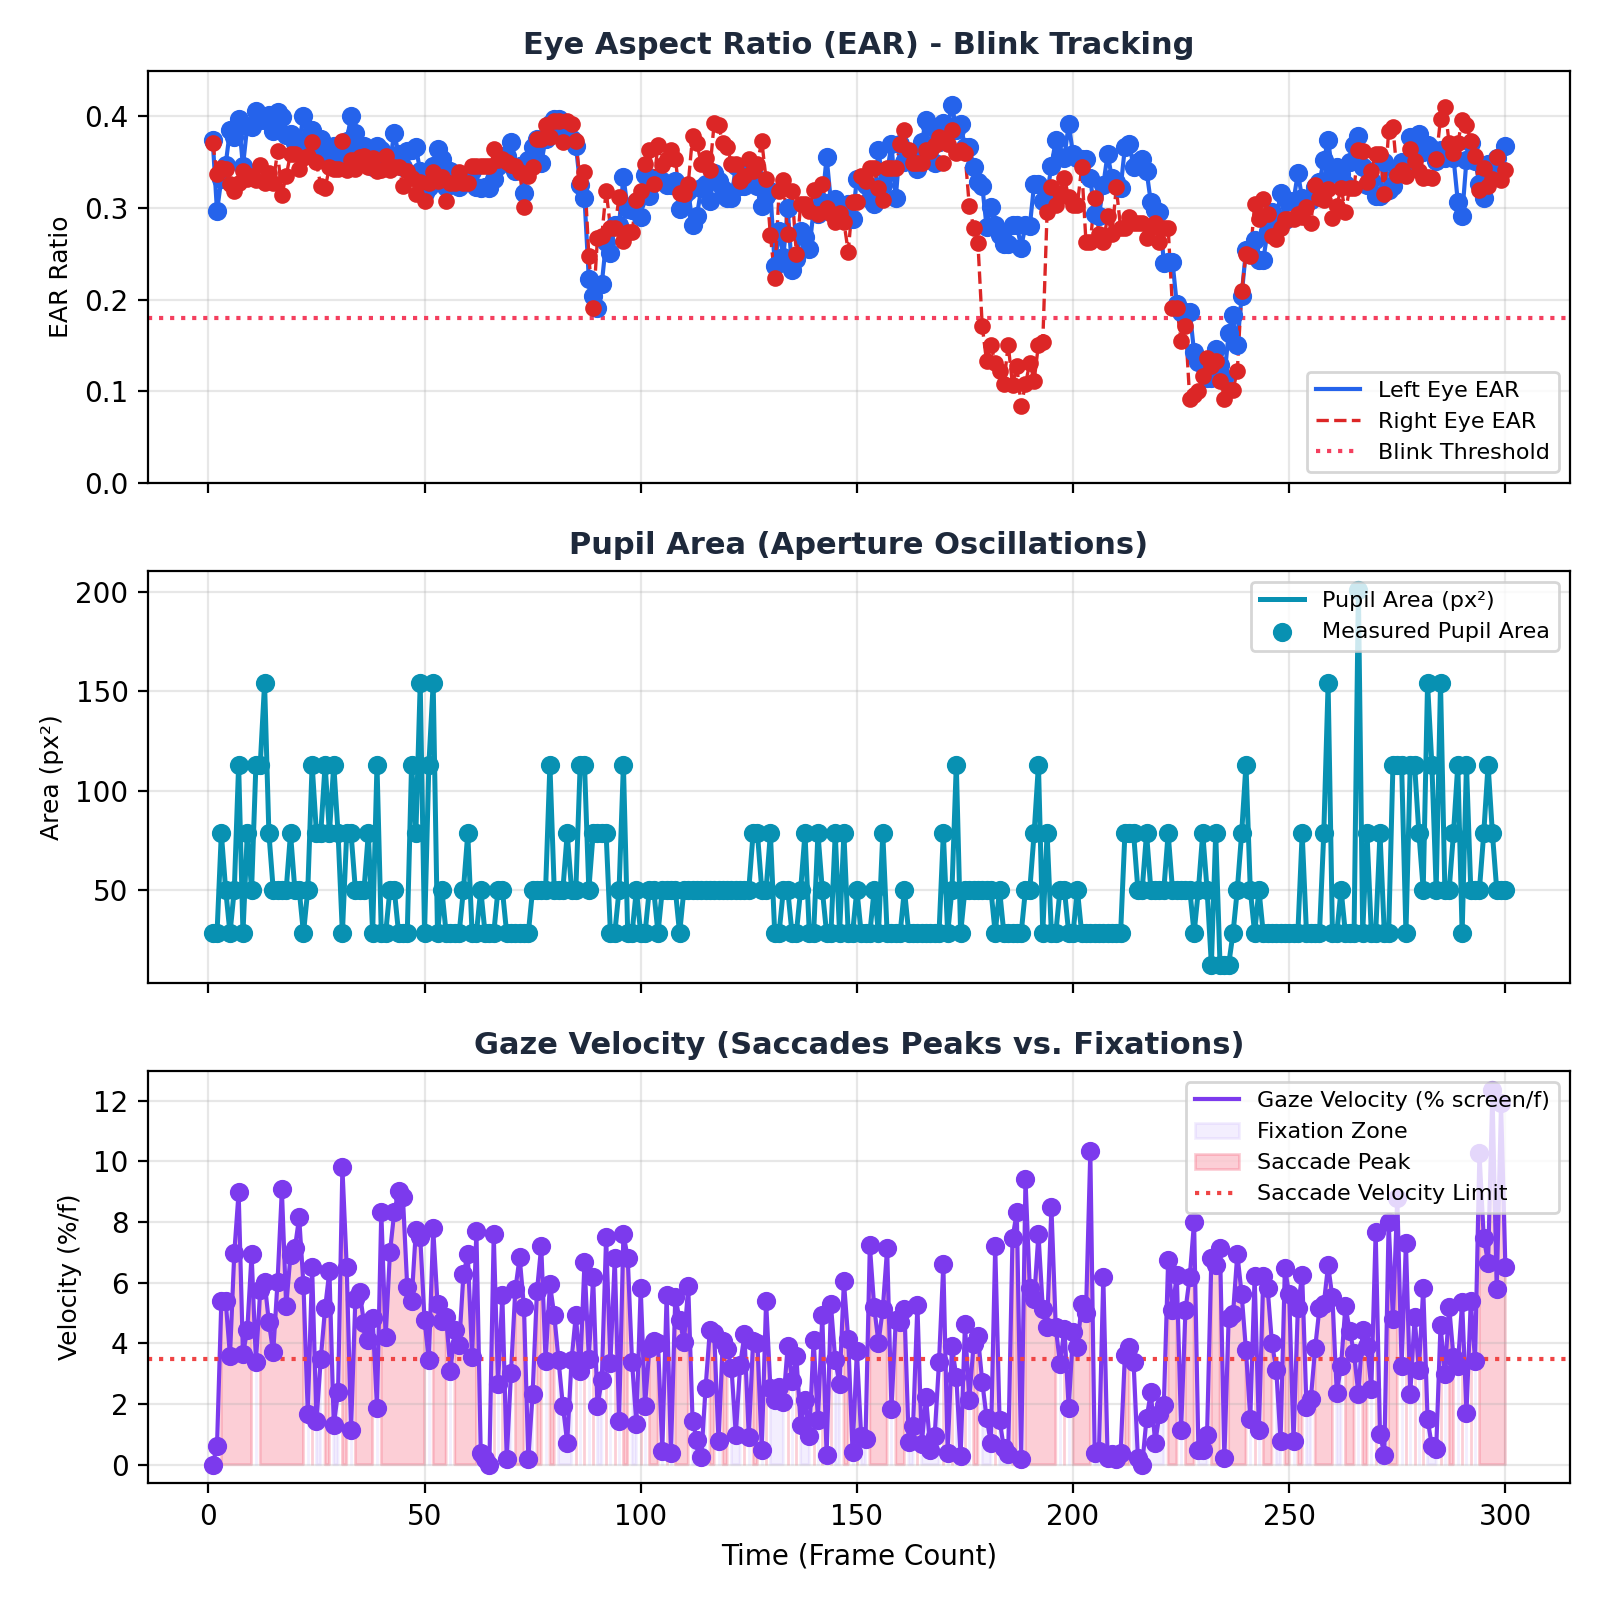 Eye Aspect Ratio (EAR) - Blink Tracking
EAR Ratio
0.4
0.3
0.2
0.1
0.0
Left Eye EAR
Right Eye EAR
Blink Threshold
Pupil Area (Aperture Oscillations)
Area (px²)
200
150
100
50
Pupil Area (px²)
Measured Pupil Area
Gaze Velocity (Saccades Peaks vs. Fixations)
Velocity (%/f)
12
10
8
6
4
2
0
Gaze Velocity (% screen/f)
Fixation Zone
Saccade Peak
Saccade Velocity Limit
0 50 100 150 200 250 300
Time (Frame Count)